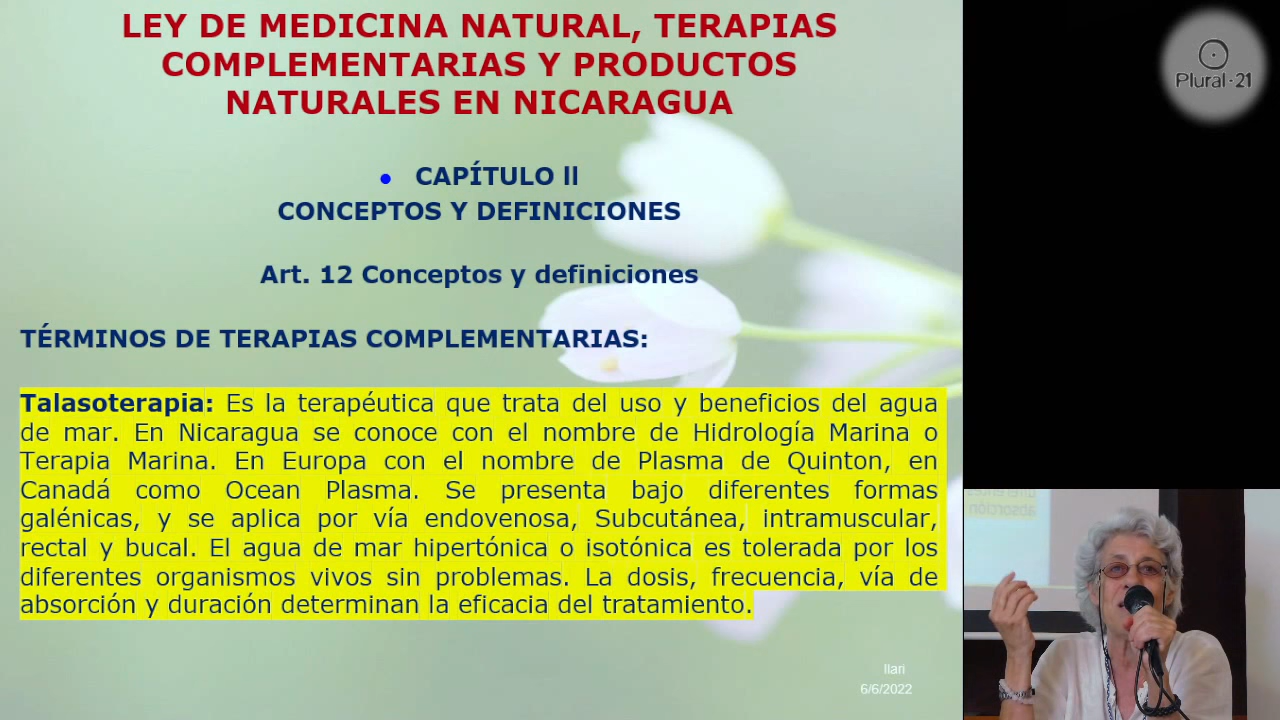 LEY DE MEDICINA NATURAL, TERAPIAS
COMPLEMENTARIAS Y PRODUCTOS
NATURALES EN NICARAGUA
• CAPÍTULO ll
CONCEPTOS Y DEFINICIONES
Art. 12 Conceptos y definiciones
TÉRMINOS DE TERAPIAS COMPLEMENTARIAS:
Talasoterapia: Es la terapéutica que trata del uso y beneficios del agua
de mar. En Nicaragua se conoce con el nombre de Hidrología Marina o
Terapia Marina. En Europa con el nombre de Plasma de Quinton, en
Canadá como Ocean Plasma. Se presenta bajo diferentes formas
galénicas, y se aplica por vía endovenosa, Subcutánea, intramuscular,
rectal y bucal. El agua de mar hipertónica o isotónica es tolerada por los
diferentes organismos vivos sin problemas. La dosis, frecuencia, vía de
absorción y duración determinan la eficacia del tratamiento.
Ilari
6/6/2022
Plural·21